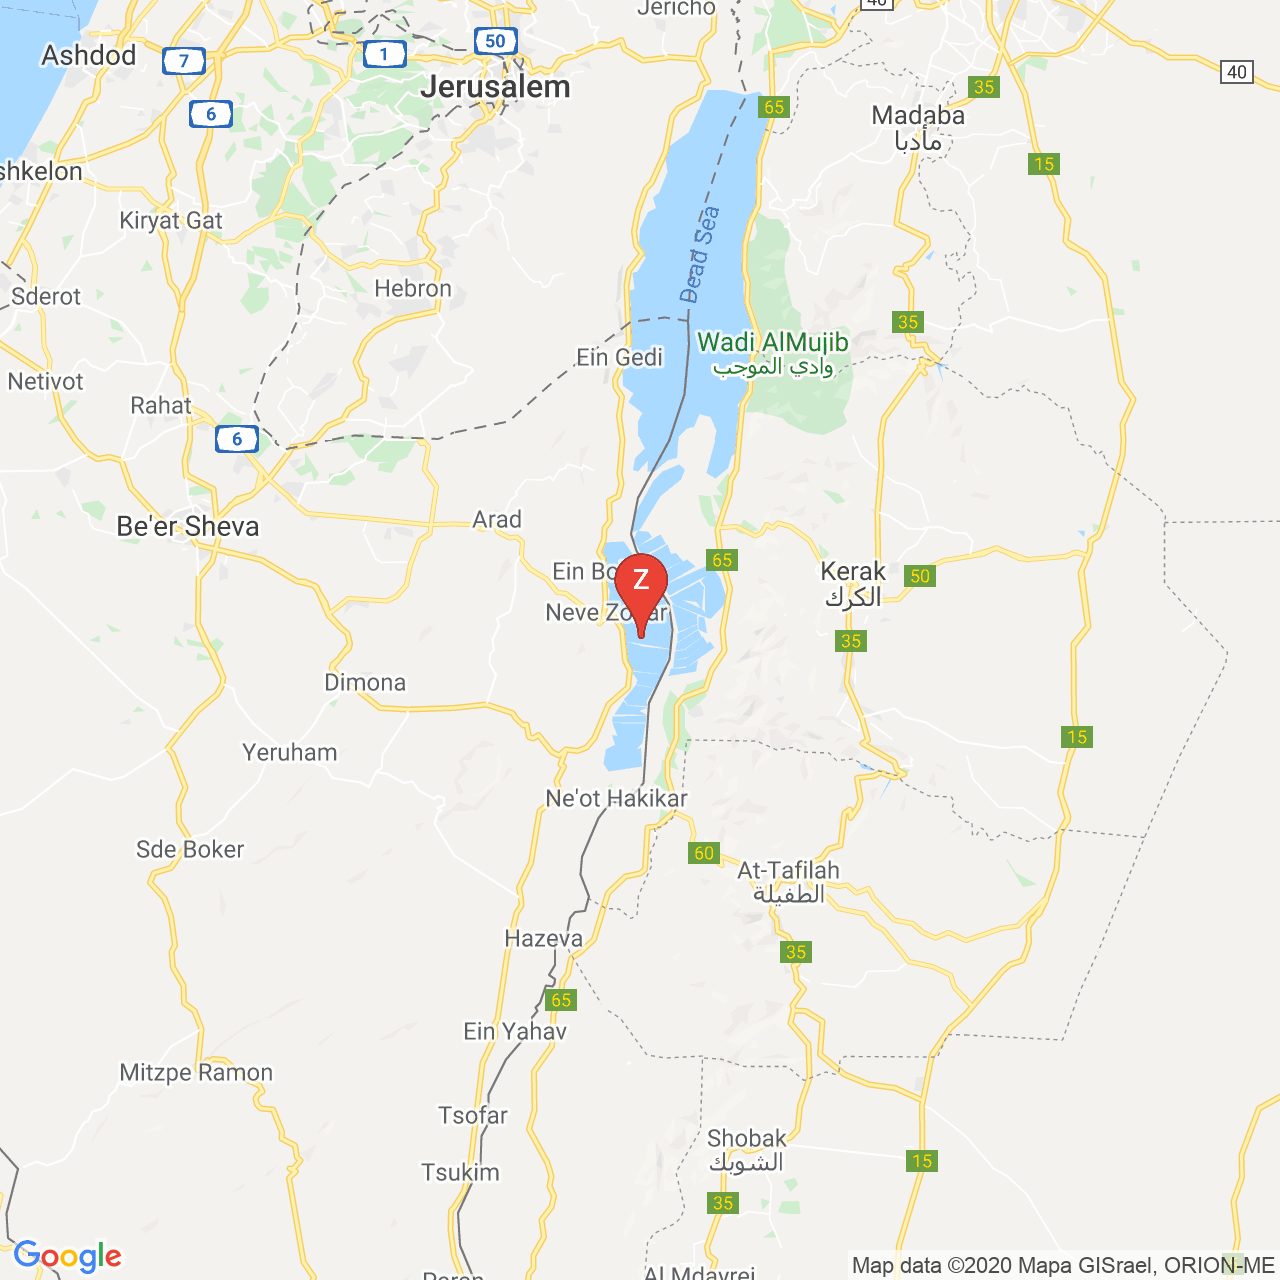 Jericho
40
Ashdod
7
1
50
Jerusalem
6
65
35
40
Madaba
مأدبا
15
shkelon
Kiryat Gat
Dead Sea
Sderot
Hebron
35
Ein Gedi
Wadi AlMujib
وادي الموجب
Netivot
Rahat
6
Be'er Sheva
Arad
Ein Bo
Z
65
Kerak
الكرك
50
Neve Zo ar
35
Dimona
15
Yeruham
Ne'ot Hakikar
Sde Boker
60
At-Tafilah
الطفيلة
Hazeva
35
65
Ein Yahav
Mitzpe Ramon
Tsofar
Shobak
الشوبك
15
Tsukim
35
Google
Paran
Al Mdayrej
15
Map data ©2020 Mapa GISrael, ORION-ME